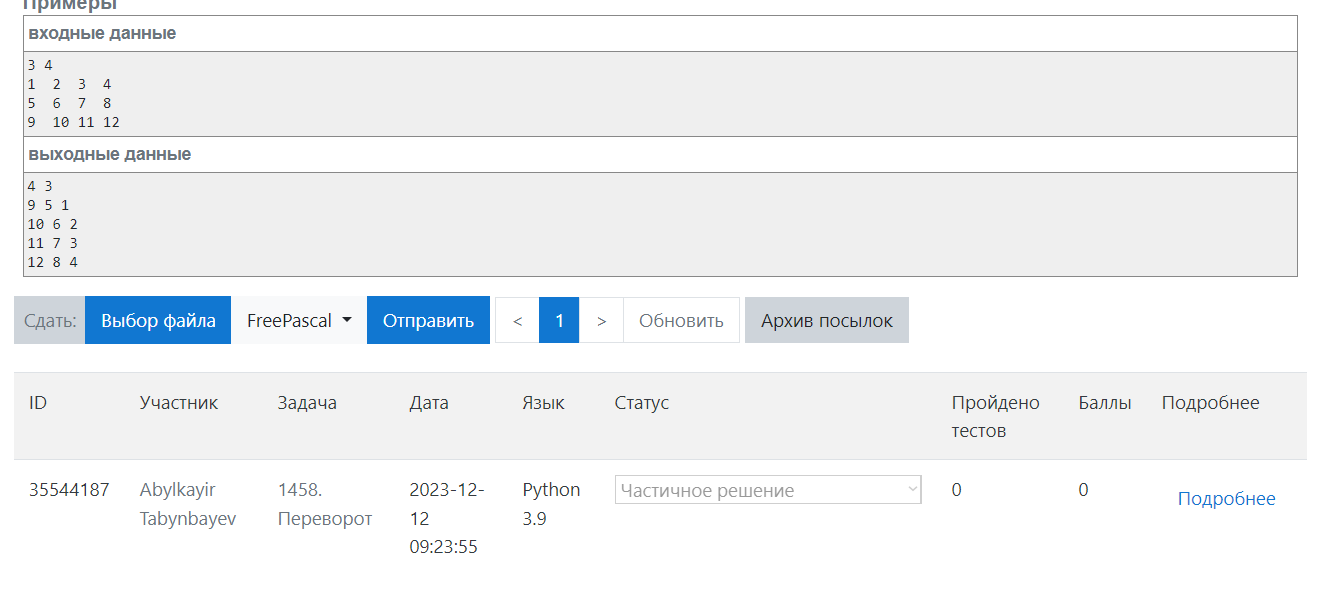 Примеры
входные данные
3 4
1 2 3 4
5 6 7 8
9 10 11 12
выходные данные
4 3
9 5 1
10 6 2
11 7 3
12 8 4
Сдать: Выбор файла FreePascal Отправить < 1 > Обновить Архив посылок
ID Участник Задача Дата Язык Статус Пройдено тестов Баллы Подробнее
35544187 Abylkayir Tabynbayev 1458. Переворот 2023-12-12 09:23:55 Python 3.9 Частичное решение 0 0 Подробнее